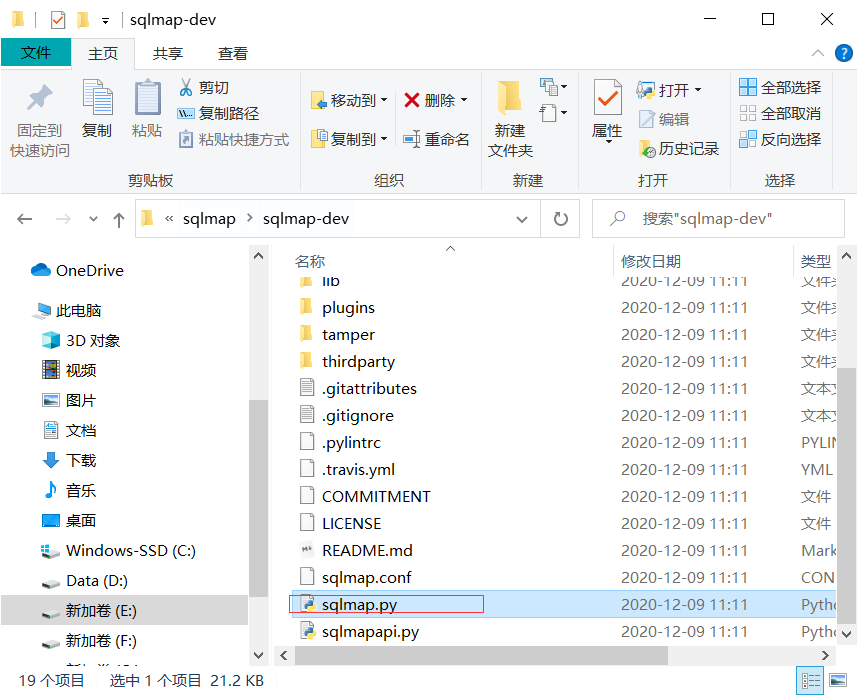 sqlmap-dev
文件 主页 共享 查看
固定到
快速访问
复制
粘贴
剪切
复制路径
粘贴快捷方式
剪贴板
移动到
复制到
删除
重命名
组织
新建
文件夹
新建
属性
打开
编辑
历史记录
打开
全部选择
全部取消
反向选择
选择
« sqlmap > sqlmap-dev
搜索"sqlmap-dev"
OneDrive
此电脑
3D 对象
视频
图片
文档
下载
音乐
桌面
Windows-SSD (C:)
Data (D:)
新加卷 (E:)
新加卷 (F:)
名称 修改日期 类型
lib 2020-12-09 11:11 文件夹
plugins 2020-12-09 11:11 文件夹
tamper 2020-12-09 11:11 文件夹
thirdparty 2020-12-09 11:11 文件夹
.gitattributes 2020-12-09 11:11 文本文
.gitignore 2020-12-09 11:11 文本文
.pylintrc 2020-12-09 11:11 PYLIN
.travis.yml 2020-12-09 11:11 YML
COMMITMENT 2020-12-09 11:11 文件
LICENSE 2020-12-09 11:11 文件
README.md 2020-12-09 11:11 Mark
sqlmap.conf 2020-12-09 11:11 CON
sqlmap.py 2020-12-09 11:11 Pytho
sqlmapapi.py 2020-12-09 11:11 Pytho
19 个项目 选中 1 个项目 21.2 KB